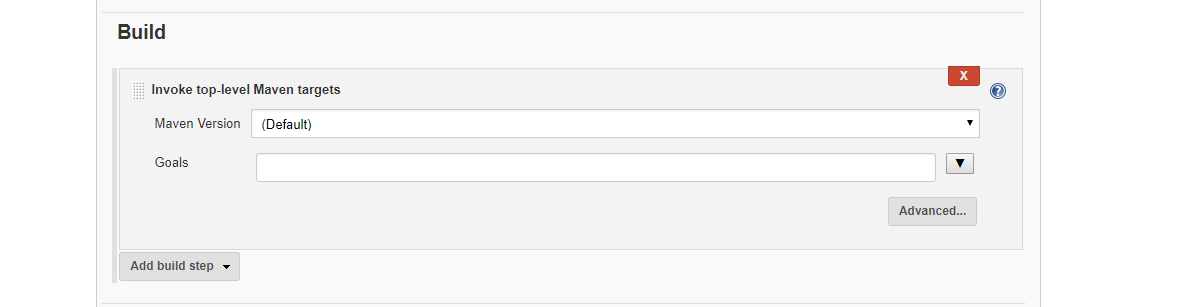 Build
Invoke top-level Maven targets
X
?
Maven Version
(Default)
Goals
Advanced...
Add build step